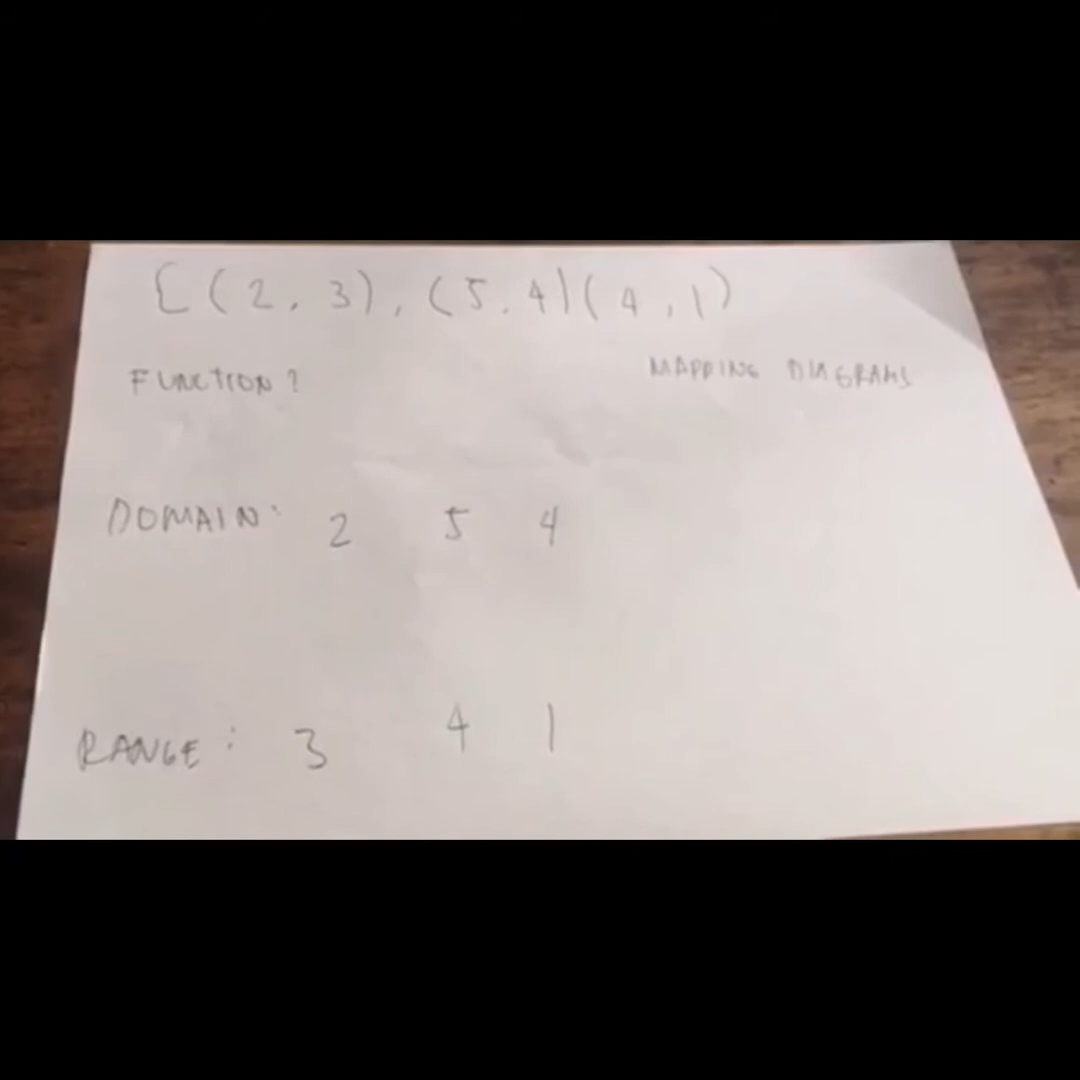 {(2,3),(5,4)(4,1)
FUNCTION? MAPPING DIAGRAMS
DOMAIN: 2 5 4
RANGE: 3 4 1